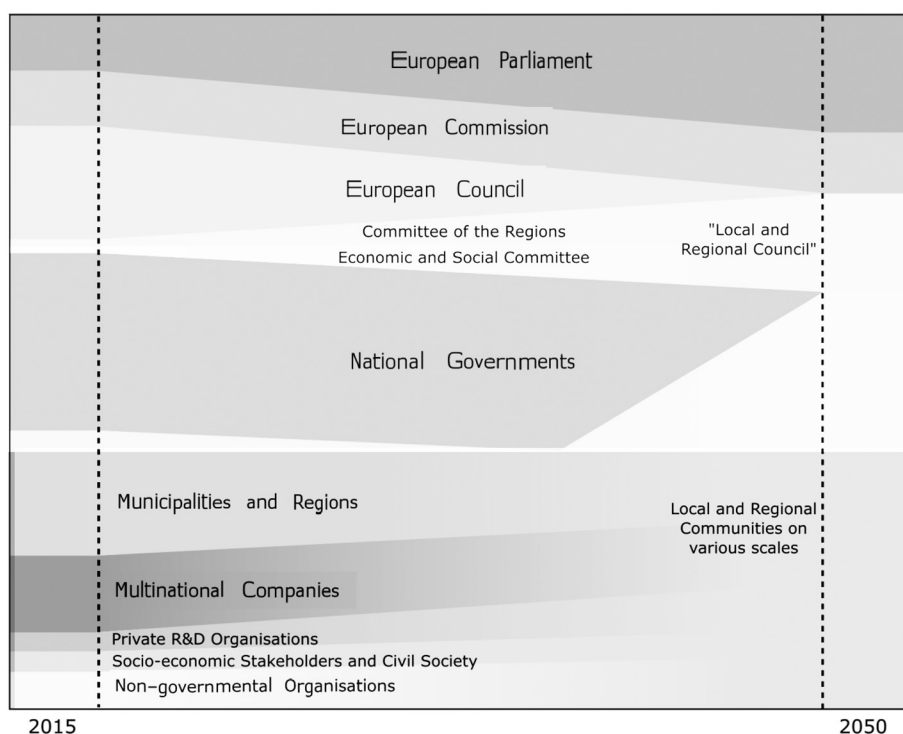 European Parliament
European Commission
European Council
Committee of the Regions
Economic and Social Committee
"Local and
Regional Council"
National Governments
Municipalities and Regions
Local and Regional
Communities on
various scales
Multinational Companies
Private R&D Organisations
Socio-economic Stakeholders and Civil Society
Non-governmental Organisations
2015
2050